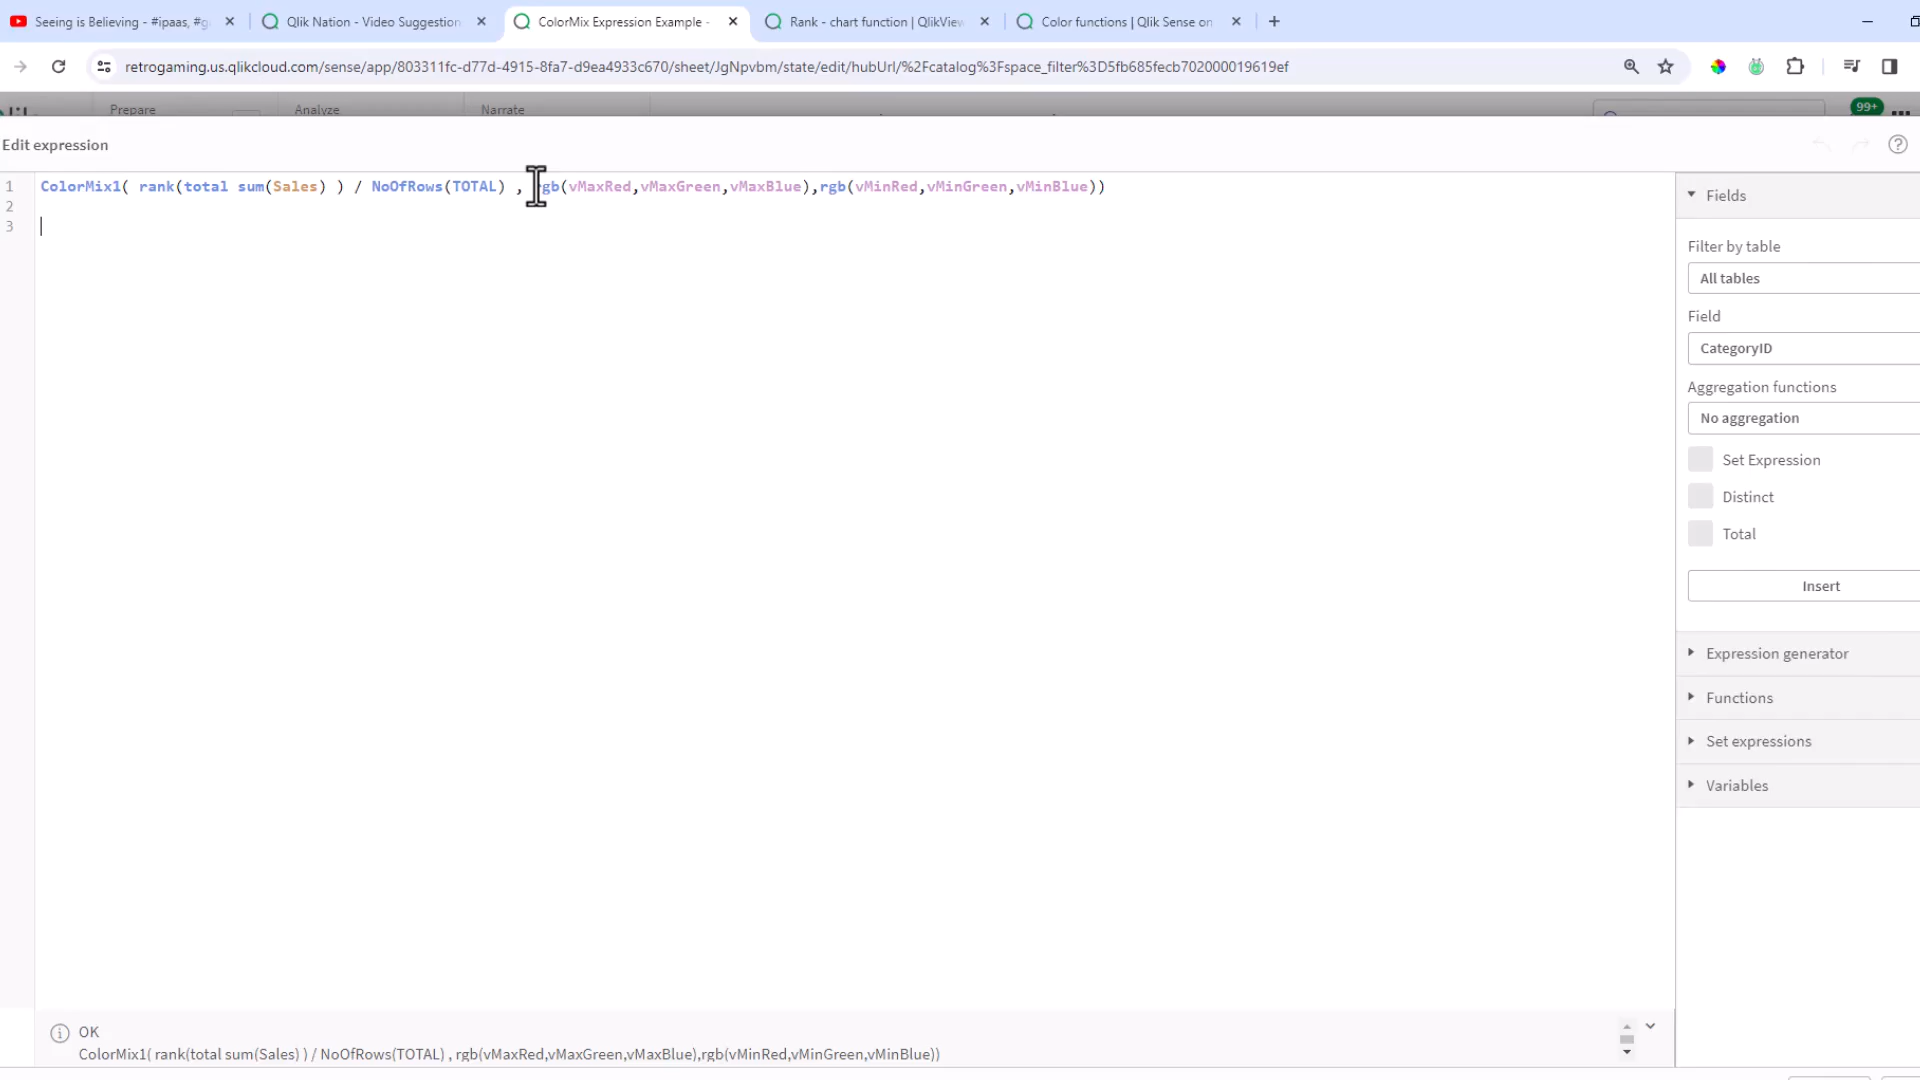 Seeing is Believing - #ipaas, #g
Qlik Nation - Video Suggestion
ColorMix Expression Example -
Rank - chart function | QlikView
Color functions | Qlik Sense on
retrogaming.us.qlikcloud.com/sense/app/803311fc-d77d-4915-8fa7-d9ea4933c670/sheet/JgNpvbm/state/edit/hubUrl/%2Fcatalog%3Fspace_filter%3D5fb685fecb702000019619ef
Prepare
Analyze
Narrate
99+
Edit expression
1 ColorMix1( rank(total sum(Sales) ) / NoOfRows(TOTAL) , rgb(vMaxRed,vMaxGreen,vMaxBlue),rgb(vMinRed,vMinGreen,vMinBlue))
2
3
Fields
Filter by table
All tables
Field
CategoryID
Aggregation functions
No aggregation
Set Expression
Distinct
Total
Insert
Expression generator
Functions
Set expressions
Variables
OK
ColorMix1( rank(total sum(Sales) ) / NoOfRows(TOTAL) , rgb(vMaxRed,vMaxGreen,vMaxBlue),rgb(vMinRed,vMinGreen,vMinBlue))